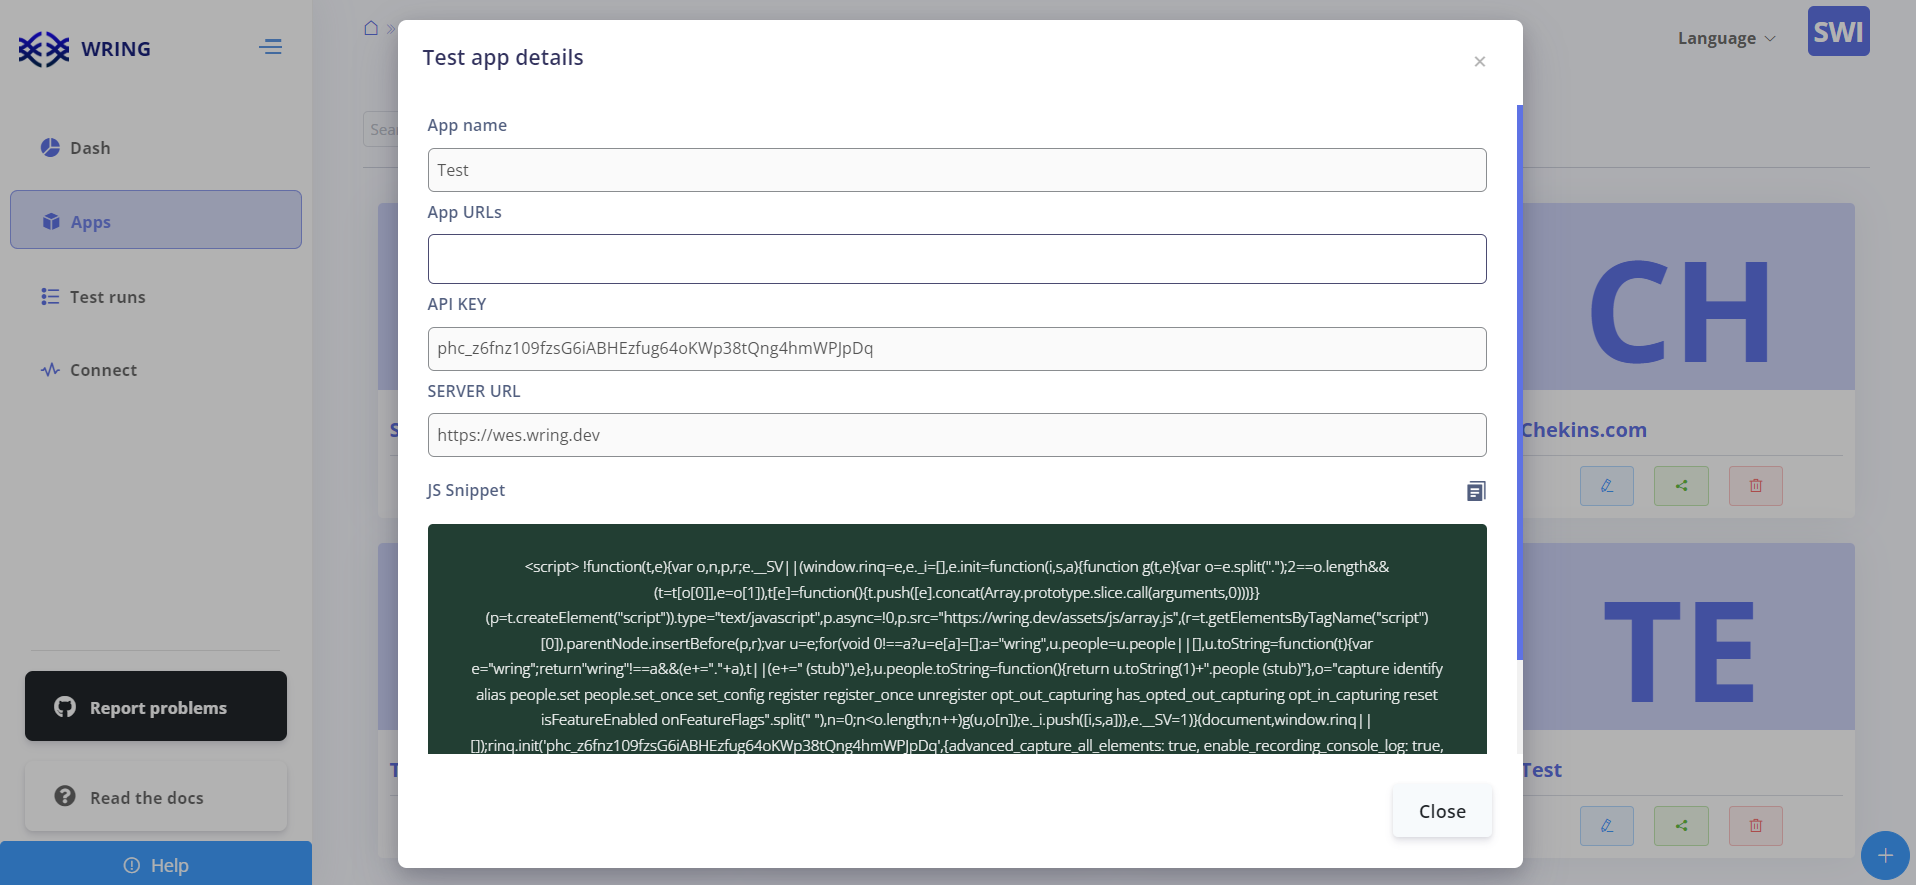 WRING
Dash
Apps
Test runs
Connect
Report problems
Read the docs
Help
Language
SWI
Test app details
App name
Test
App URLs
API KEY
phc_z6fnz109fzsG6iABHEzfug64oKWp38tQng4hmWPJpDq
SERVER URL
https://wes.wring.dev
JS Snippet
<script> !function(t,e){var o,n,p,r;e.__SV||(window.rinq=e,e._i=[],e.init=function(i,s,a){function g(t,e){var o=e.split(".");2==o.length&&
(t=t[o[0]],e=o[1]),t[e]=function(){t.push([e].concat(Array.prototype.slice.call(arguments,0)))}}
(p=t.createElement("script")).type="text/javascript",p.async=!0,p.src="https://wring.dev/assets/js/array.js",(r=t.getElementsByTagName("script")
[0]).parentNode.insertBefore(p,r);var u=e;for(void 0!==a?u=e[a]=[]:a="wring",u.people=u.people||[],u.toString=function(t){var
e="wring";return"wring"!==a&&(e+="."+a),t||(e+=" (stub)"),e},u.people.toString=function(){return u.toString(1)+".people (stub)"},o="capture identify
alias people.set people.set_once set_config register register_once unregister opt_out_capturing has_opted_out_capturing opt_in_capturing reset
isFeatureEnabled onFeatureFlags".split(" "),n=0;n<o.length;n++)g(u,o[n]);e._i.push([i,s,a])},e.__SV=1)}(document,window.rinq||
[]);rinq.init('phc_z6fnz109fzsG6iABHEzfug64oKWp38tQng4hmWPJpDq',{advanced_capture_all_elements: true, enable_recording_console_log: true,
Close
CH
Chekins.com
TE
Test